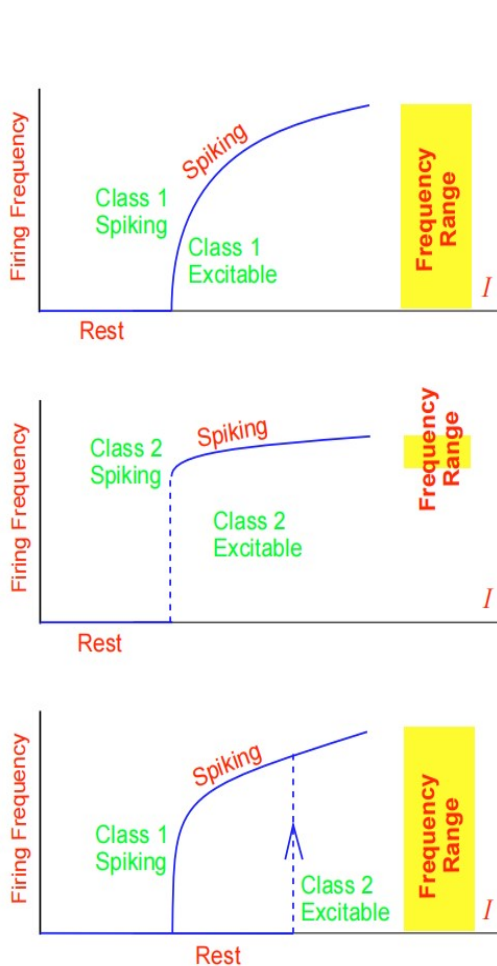 Firing Frequency
Spiking
Class 1
Spiking
Class 1
Excitable
Frequency
Range
I
Rest
Firing Frequency
Spiking
Class 2
Spiking
Class 2
Excitable
Frequency
Range
I
Rest
Firing Frequency
Spiking
Class 1
Spiking
Class 2
Excitable
Frequency
Range
I
Rest